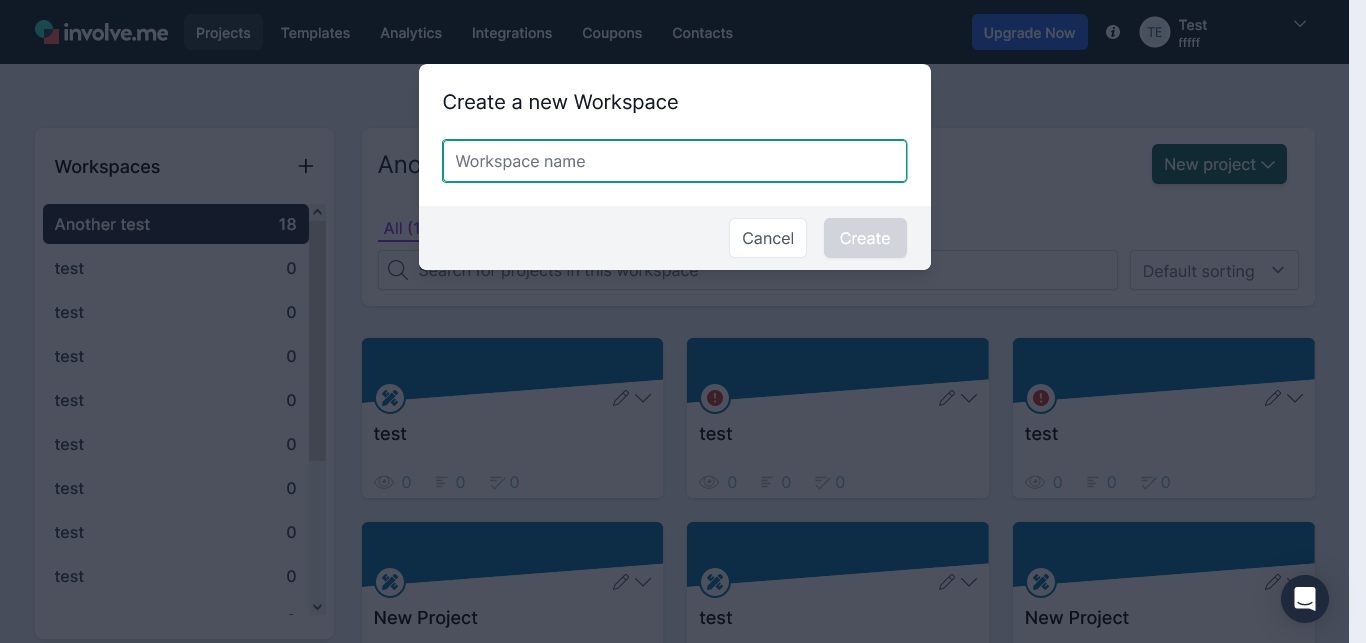 involve.me
Projects
Templates
Analytics
Integrations
Coupons
Contacts
Upgrade Now
TE
Test
fffff
Create a new Workspace
Workspace name
Cancel
Create
Workspaces
Another test 18
test 0
test 0
test 0
test 0
test 0
test 0
test 0
test 0
New project
All (1
Search for projects in this workspace
Default sorting
test
0 0 0
test
0 0 0
test
0 0 0
New Project
test
New Project